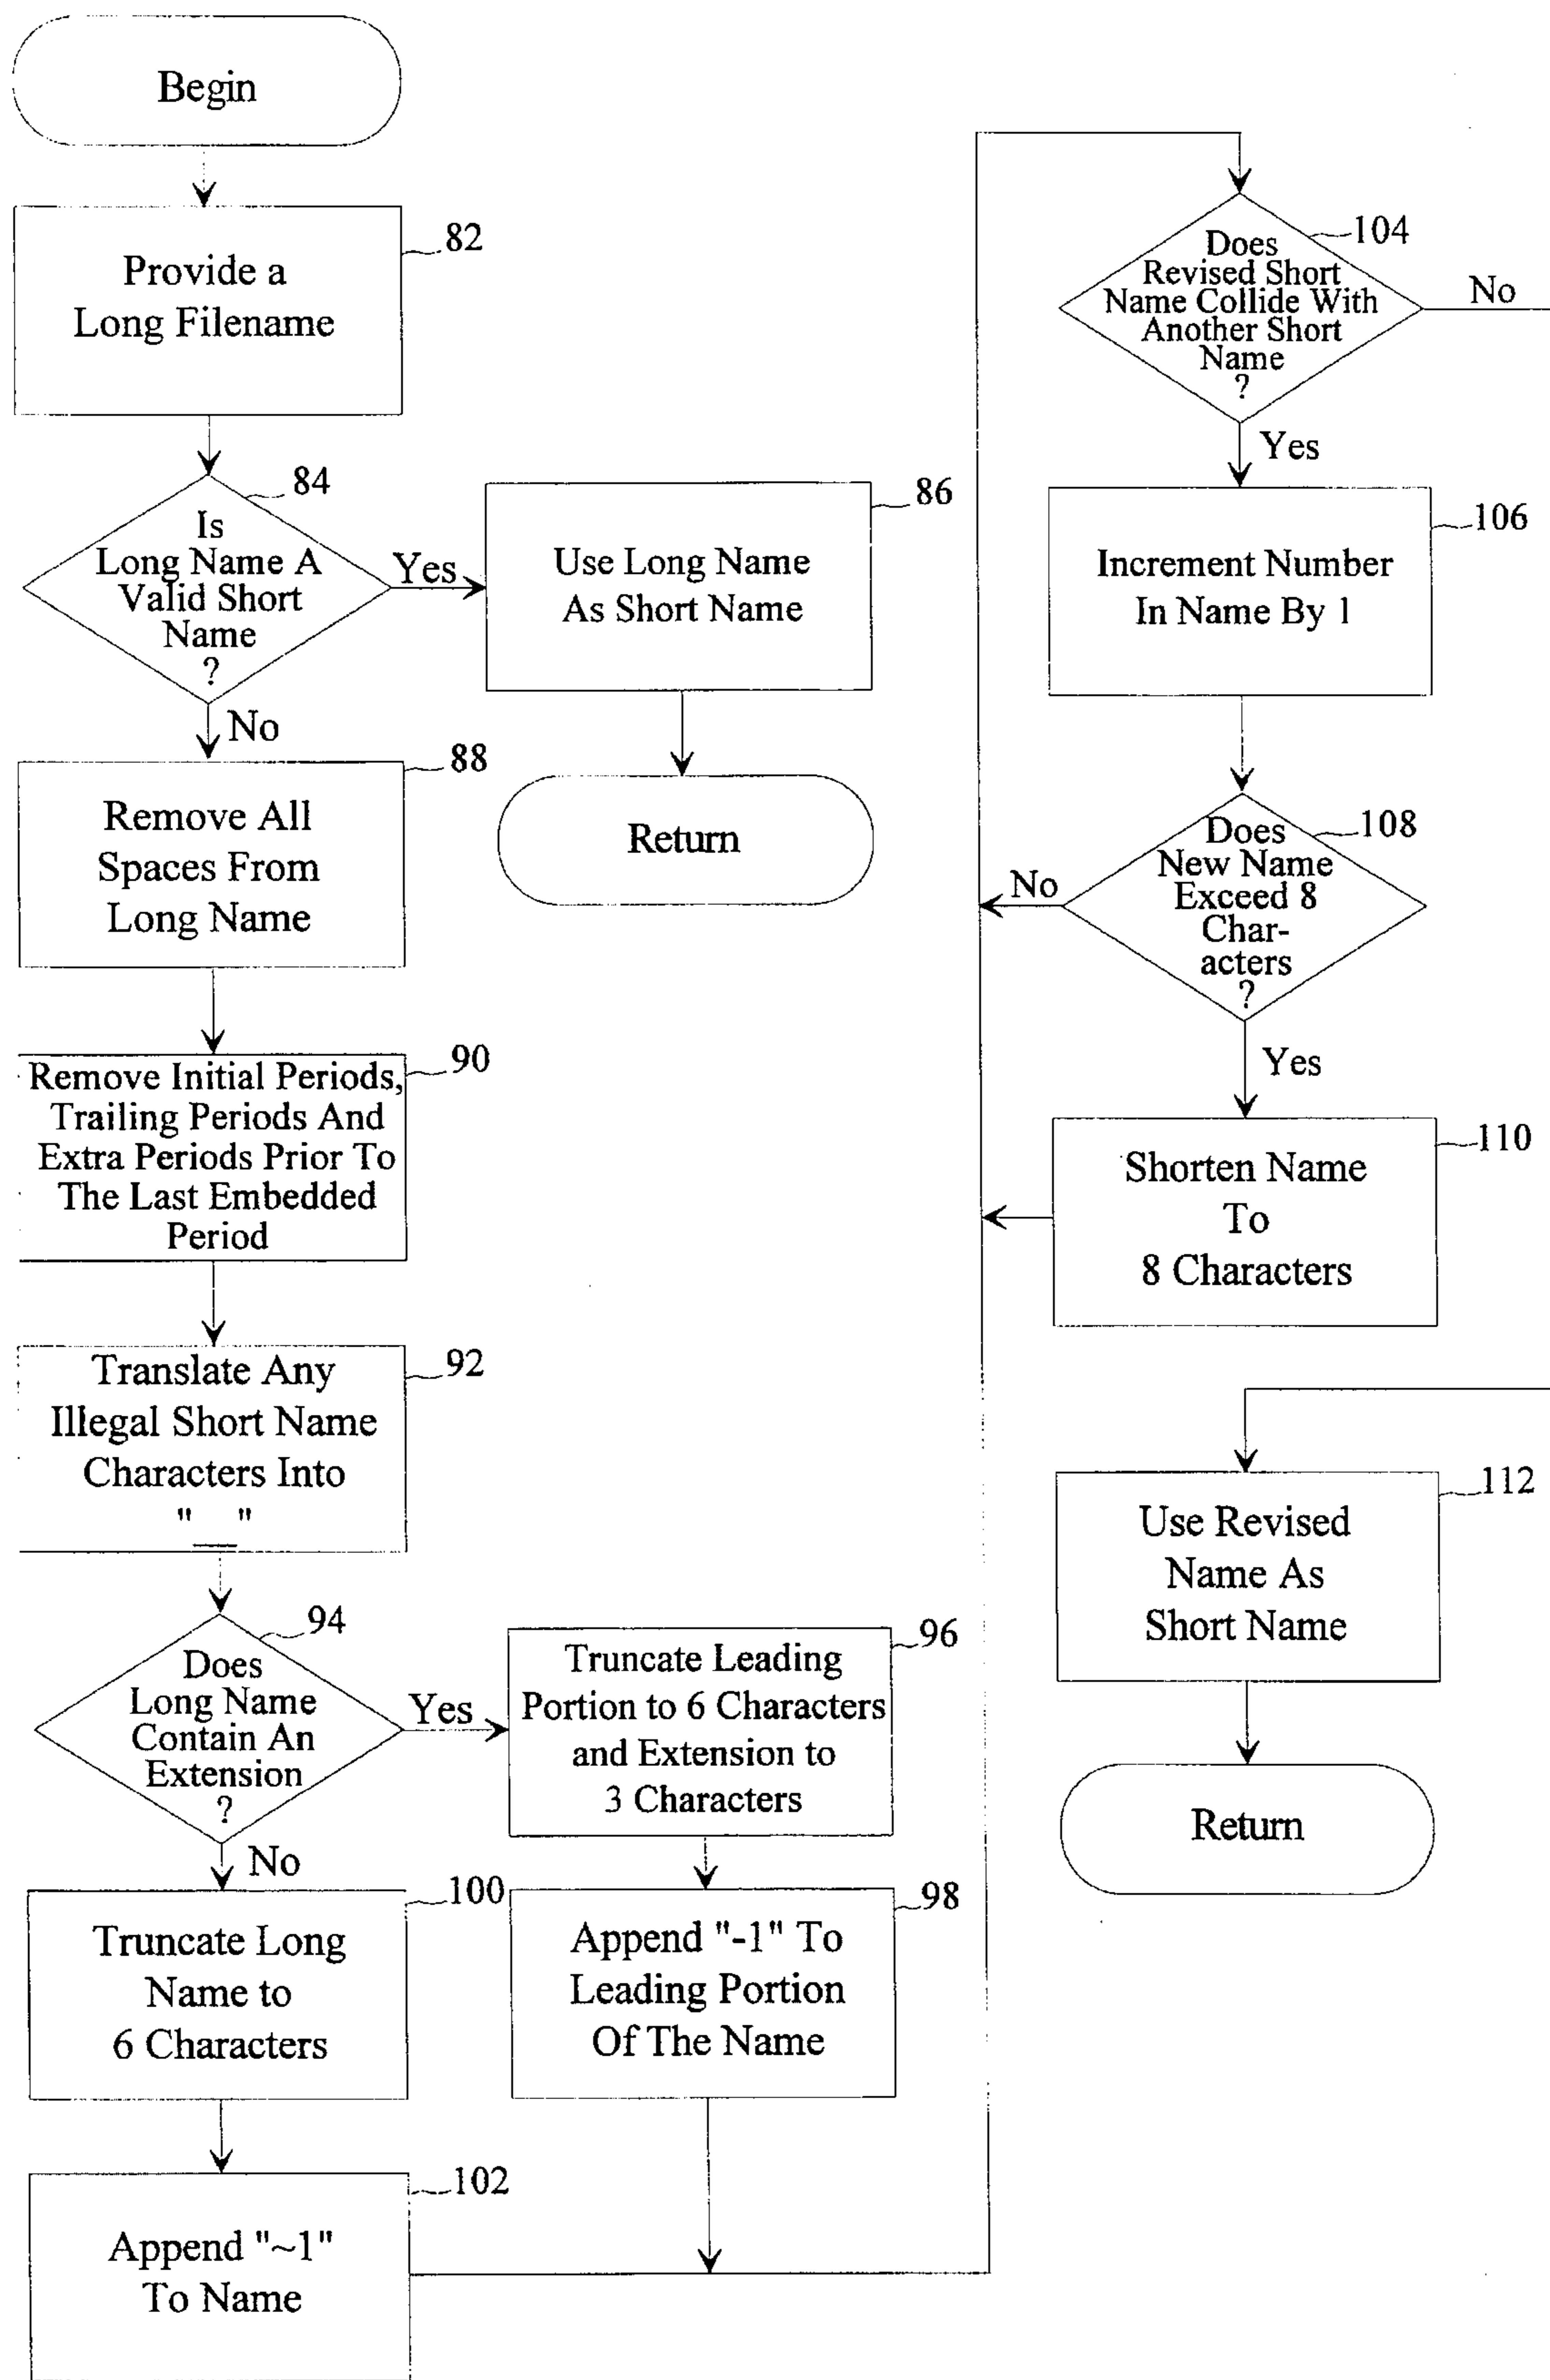 Begin
82
Provide a
Long Filename
84
Is
Long Name A
Valid Short
Name
?
Yes
86
Use Long Name
As Short Name
Return
No
88
Remove All
Spaces From
Long Name
90
Remove Initial Periods,
Trailing Periods And
Extra Periods Prior To
The Last Embedded
Period
92
Translate Any
Illegal Short Name
Characters Into
"__"
94
Does
Long Name
Contain An
Extension
?
Yes
96
Truncate Leading
Portion to 6 Characters
and Extension to
3 Characters
98
Append "-1" To
Leading Portion
Of The Name
No
100
Truncate Long
Name to
6 Characters
102
Append "~1"
To Name
104
Does
Revised Short
Name Collide With
Another Short
Name
?
No
Yes
106
Increment Number
In Name By 1
108
Does
New Name
Exceed 8
Char-
acters
?
No
Yes
110
Shorten Name
To
8 Characters
112
Use Revised
Name As
Short Name
Return